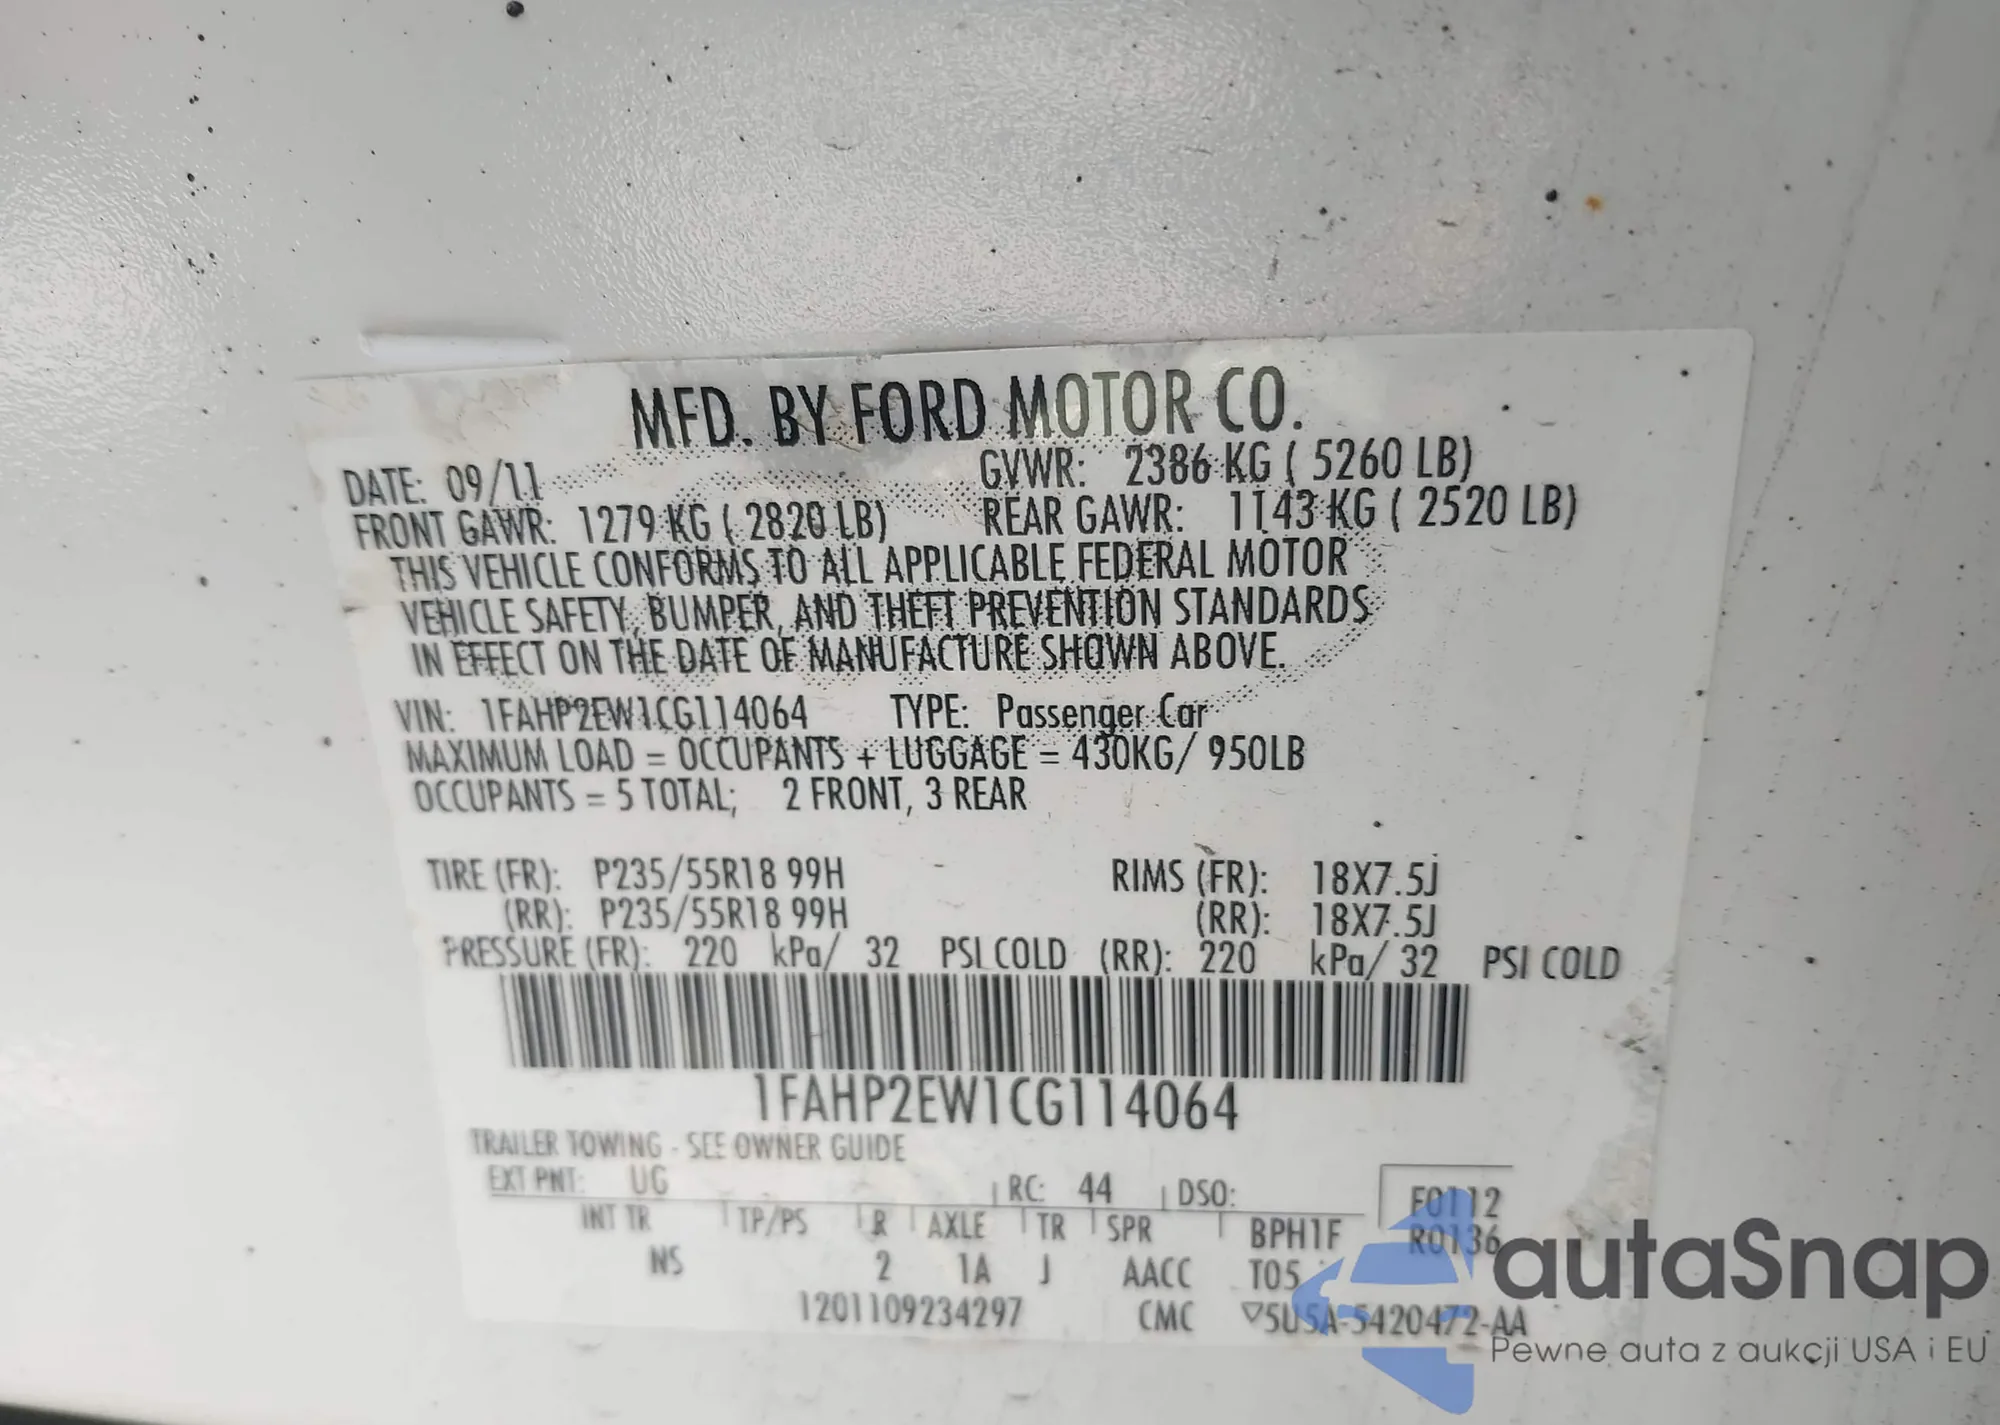 MFD. BY FORD MOTOR CO.
DATE: 09/11 GVWR: 2386 KG ( 5260 LB)
FRONT GAWR: 1279 KG ( 2820 LB) REAR GAWR: 1143 KG ( 2520 LB)
THIS VEHICLE CONFORMS TO ALL APPLICABLE FEDERAL MOTOR
VEHICLE SAFETY, BUMPER, AND THEFT PREVENTION STANDARDS
IN EFFECT ON THE DATE OF MANUFACTURE SHOWN ABOVE.
VIN: 1FAHP2EW1CG114064 TYPE: Passenger Car
MAXIMUM LOAD = OCCUPANTS + LUGGAGE = 430KG/ 950LB
OCCUPANTS = 5 TOTAL; 2 FRONT, 3 REAR
TIRE (FR): P235/55R18 99H RIMS (FR): 18X7.5J
(RR): P235/55R18 99H (RR): 18X7.5J
PRESSURE (FR): 220 kPa/ 32 PSI COLD (RR): 220 kPa/ 32 PSI COLD
1FAHP2EW1CG114064
TRAILER TOWING - SEE OWNER GUIDE
EXT PNT: UG RC: 44 DSO: F0112
INT TR TP/PS R AXLE TR SPR BPH1F R0136
NS 2 1A J AACC T05
1201109234297 CMC ▽5U5A-5420472-AA
autaSnap
Pewne auta z aukcji USA i EU